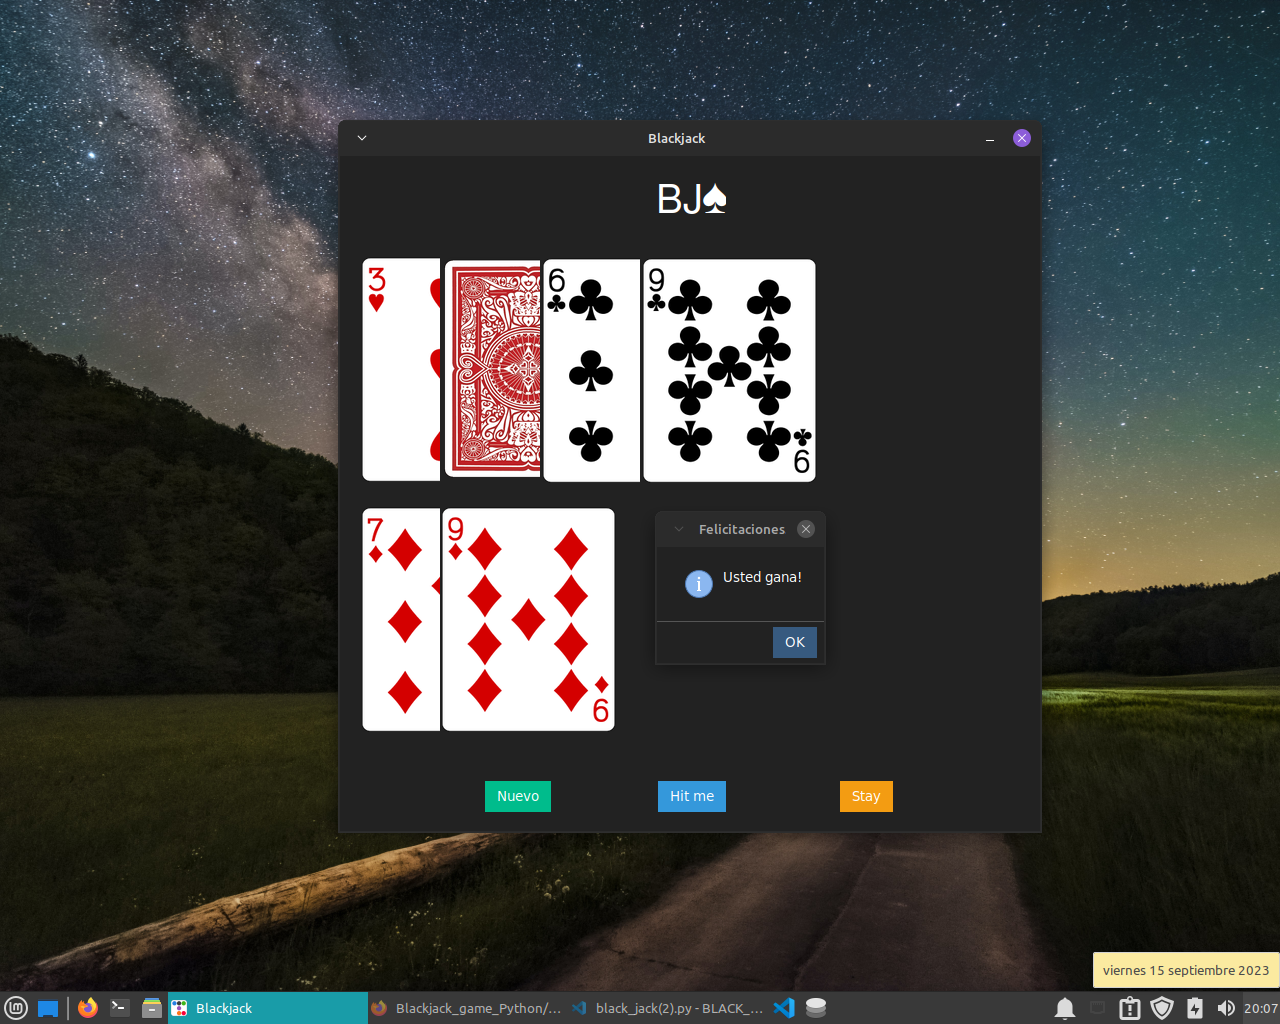 Blackjack
BJ♠
3
6
9
6
7
9
9
Felicitaciones
Usted gana!
OK
Nuevo
Hit me
Stay
viernes 15 septiembre 2023
Blackjack
Blackjack_game_Python/...
black_jack(2).py - BLACK_...
20:07